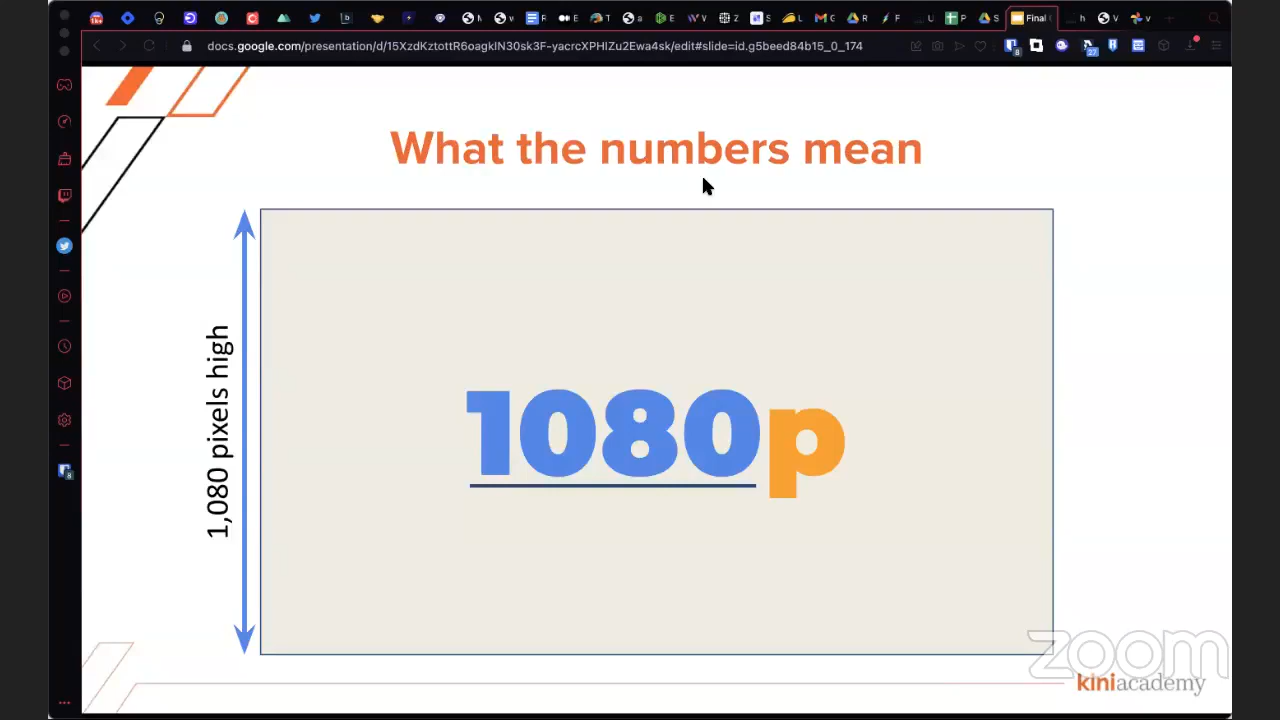 Final
docs.google.com/presentation/d/15XzdKztottR6oagkIN30sk3F-yacrcXPHIZu2Ewa4sk/edit#slide=id.g5beed84b15_0_174
What the numbers mean
1,080 pixels high
1080p
zoom
kiniacademy